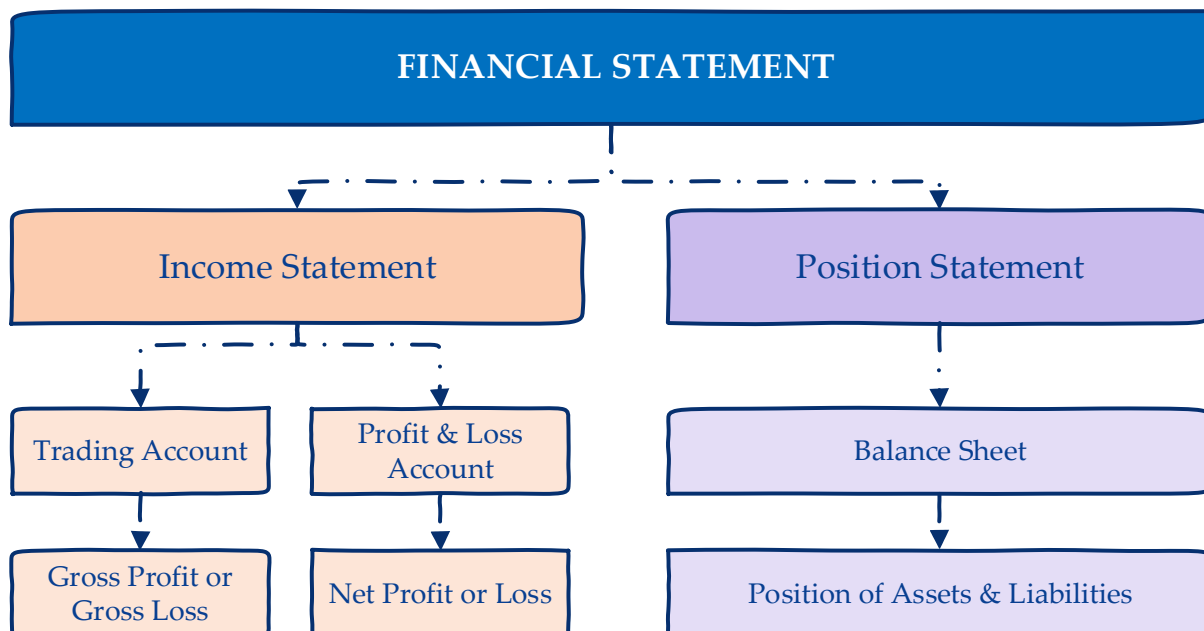 FINANCIAL STATEMENT
Income Statement
Position Statement
Trading Account
Profit & Loss
Account
Balance Sheet
Gross Profit or
Gross Loss
Net Profit or Loss
Position of Assets & Liabilities